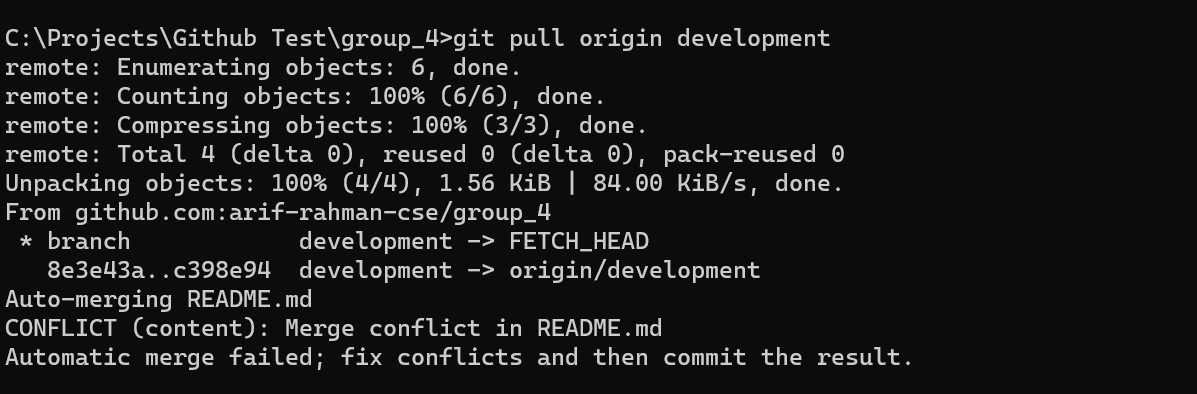 C:\Projects\Github Test\group_4>git pull origin development
remote: Enumerating objects: 6, done.
remote: Counting objects: 100% (6/6), done.
remote: Compressing objects: 100% (3/3), done.
remote: Total 4 (delta 0), reused 0 (delta 0), pack-reused 0
Unpacking objects: 100% (4/4), 1.56 KiB | 84.00 KiB/s, done.
From github.com:arif-rahman-cse/group_4
 * branch            development -> FETCH_HEAD
   8e3e43a..c398e94  development -> origin/development
Auto-merging README.md
CONFLICT (content): Merge conflict in README.md
Automatic merge failed; fix conflicts and then commit the result.